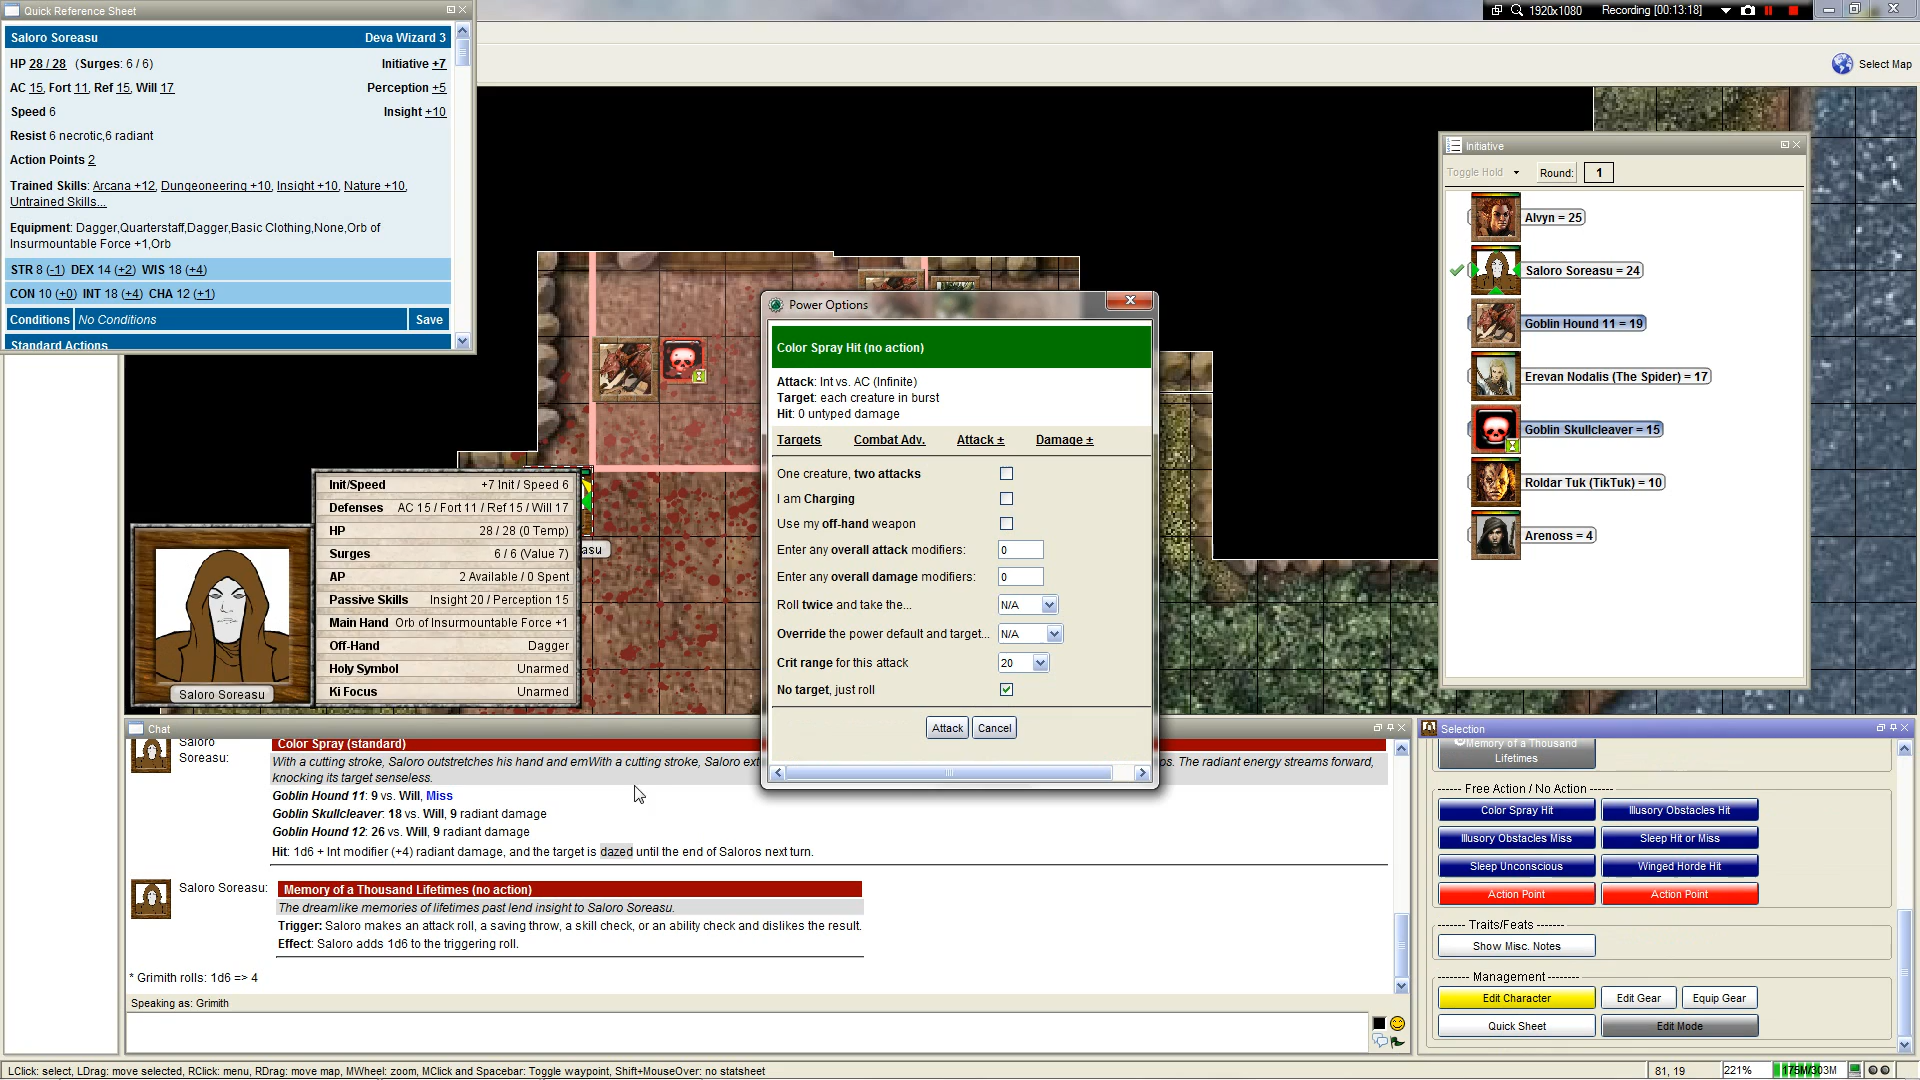 Quick Reference Sheet
Saloro Soreasu Deva Wizard 3
HP 28 / 28 (Surges: 6 / 6) Initiative +7
AC 15, Fort 11, Ref 15, Will 17 Perception +5
Speed 6 Insight +10
Resist 6 necrotic,6 radiant
Action Points 2
Trained Skills: Arcana +12, Dungeoneering +10, Insight +10, Nature +10,
Untrained Skills...
Equipment: Dagger,Quarterstaff,Dagger,Basic Clothing,None,Orb of
Insurmountable Force +1,Orb
STR 8 (-1) DEX 14 (+2) WIS 18 (+4)
CON 10 (+0) INT 18 (+4) CHA 12 (+1)
Conditions No Conditions Save
Standard Actions
1920x1080 Recording [00:13:18]
Select Map
Initiative
Toggle Hold Round: 1
Alvyn = 25
Saloro Soreasu = 24
Goblin Hound 11 = 19
Erevan Nodalis (The Spider) = 17
Goblin Skullcleaver = 15
Roldar Tuk (TikTuk) = 10
Arenoss = 4
Power Options
Color Spray Hit (no action)
Attack: Int vs. AC (Infinite)
Target: each creature in burst
Hit: 0 untyped damage
Targets Combat Adv. Attack ± Damage ±
One creature, two attacks
I am Charging
Use my off-hand weapon
Enter any overall attack modifiers: 0
Enter any overall damage modifiers: 0
Roll twice and take the... N/A
Override the power default and target... N/A
Crit range for this attack 20
No target, just roll
Attack Cancel
Init/Speed +7 Init / Speed 6
Defenses AC 15 / Fort 11 / Ref 15 / Will 17
HP 28 / 28 (0 Temp)
Surges 6 / 6 (Value 7)
AP 2 Available / 0 Spent
Passive Skills Insight 20 / Perception 15
Main Hand Orb of Insurmountable Force +1
Off-Hand Dagger
Holy Symbol Unarmed
Ki Focus Unarmed
Saloro Soreasu
asu
Chat
Saloro
Soreasu:
Color Spray (standard)
With a cutting stroke, Saloro outstretches his hand and emWith a cutting stroke, Saloro ext os. The radiant energy streams forward,
knocking its target senseless.
Goblin Hound 11: 9 vs. Will, Miss
Goblin Skullcleaver: 18 vs. Will, 9 radiant damage
Goblin Hound 12: 26 vs. Will, 9 radiant damage
Hit: 1d6 + Int modifier (+4) radiant damage, and the target is dazed until the end of Saloros next turn.
Saloro Soreasu: Memory of a Thousand Lifetimes (no action)
The dreamlike memories of lifetimes past lend insight to Saloro Soreasu.
Trigger: Saloro makes an attack roll, a saving throw, a skill check, or an ability check and dislikes the result.
Effect: Saloro adds 1d6 to the triggering roll.
* Grimith rolls: 1d6 => 4
Speaking as: Grimith
Selection
Memory of a Thousand
Lifetimes
------ Free Action / No Action -----
Color Spray Hit Illusory Obstacles Hit
Illusory Obstacles Miss Sleep Hit or Miss
Sleep Unconscious Winged Horde Hit
Action Point Action Point
------- Traits/Feats -------
Show Misc. Notes
-------- Management --------
Edit Character Edit Gear Equip Gear
Quick Sheet Edit Mode
LClick: select, LDrag: move selected, RClick: menu, RDrag: move map, MWheel: zoom, MClick and Spacebar: Toggle waypoint, Shift+MouseOver: no statsheet
81, 19 221% 175M/303M